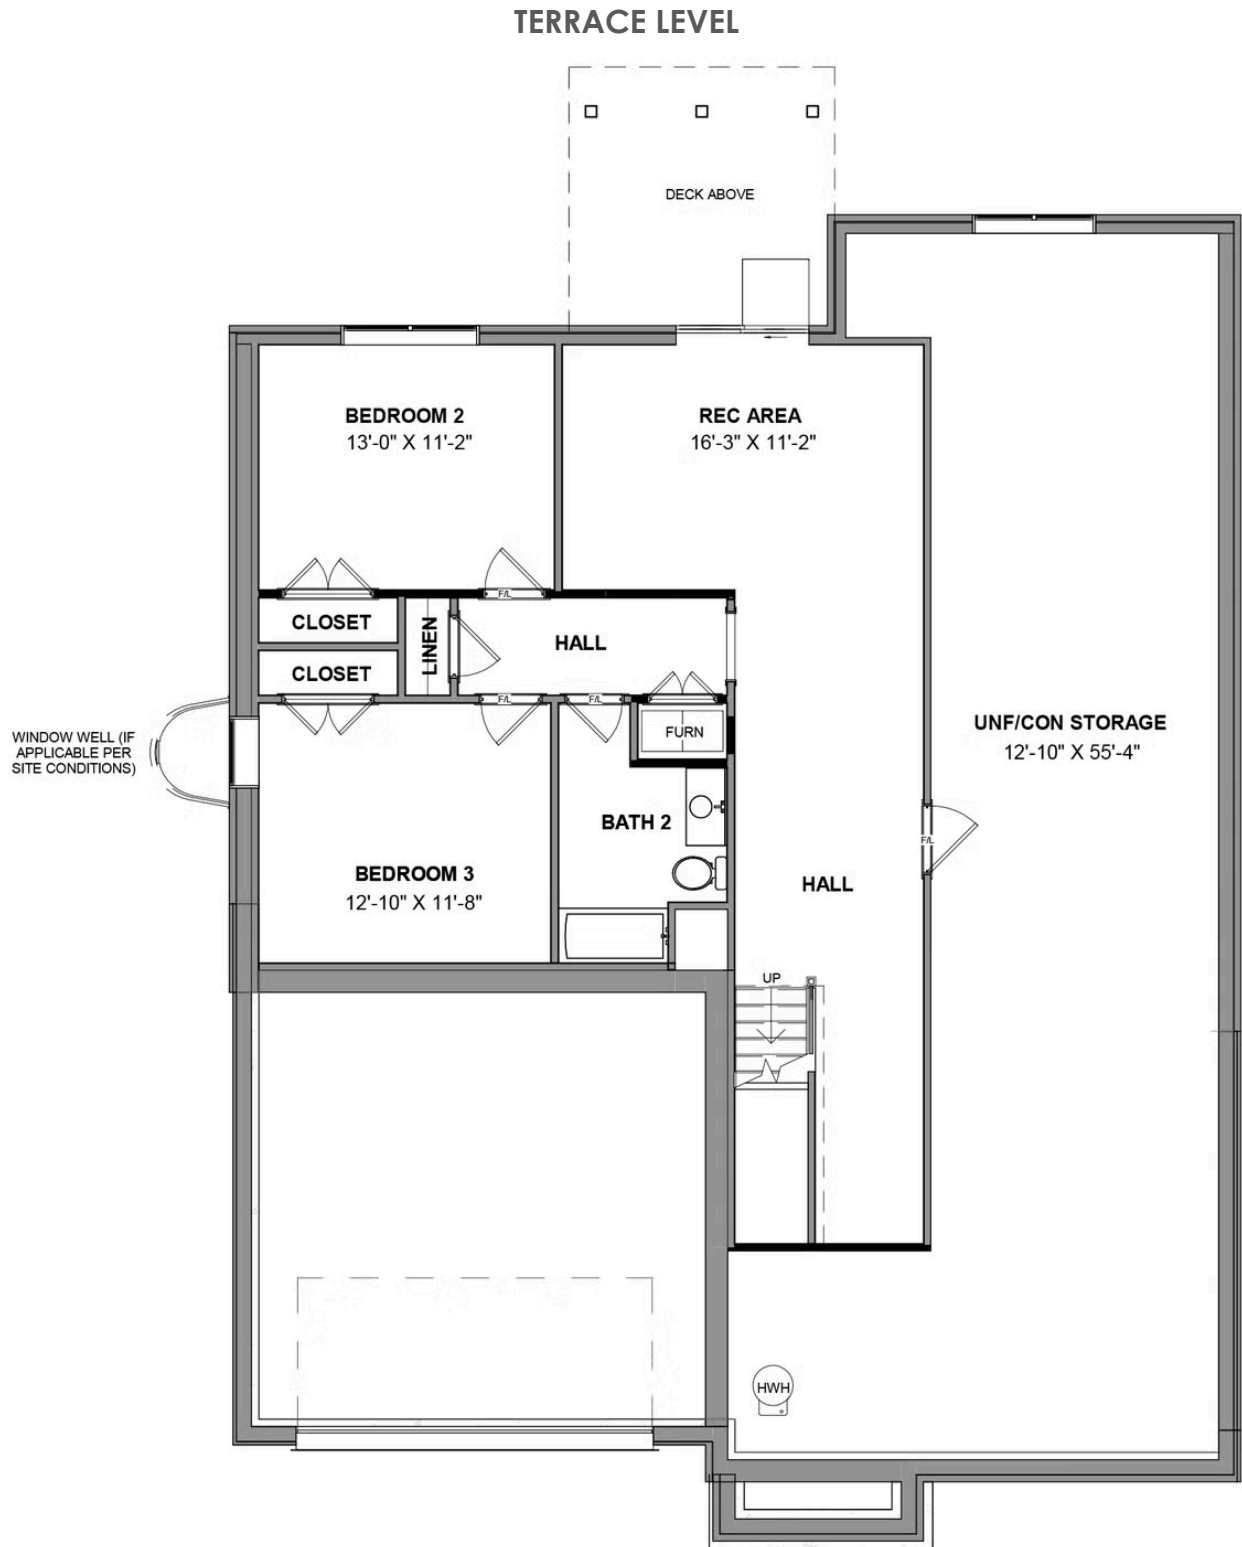 TERRACE LEVEL
DECK ABOVE
BEDROOM 2
13'-0" X 11'-2"
REC AREA
16'-3" X 11'-2"
F/L
CLOSET
LINEN
HALL
CLOSET
F/L
F/L
FURN
WINDOW WELL (IF
APPLICABLE PER
SITE CONDITIONS)
UNF/CON STORAGE
12'-10" X 55'-4"
BATH 2
F/L
BEDROOM 3
12'-10" X 11'-8"
HALL
UP
HWH